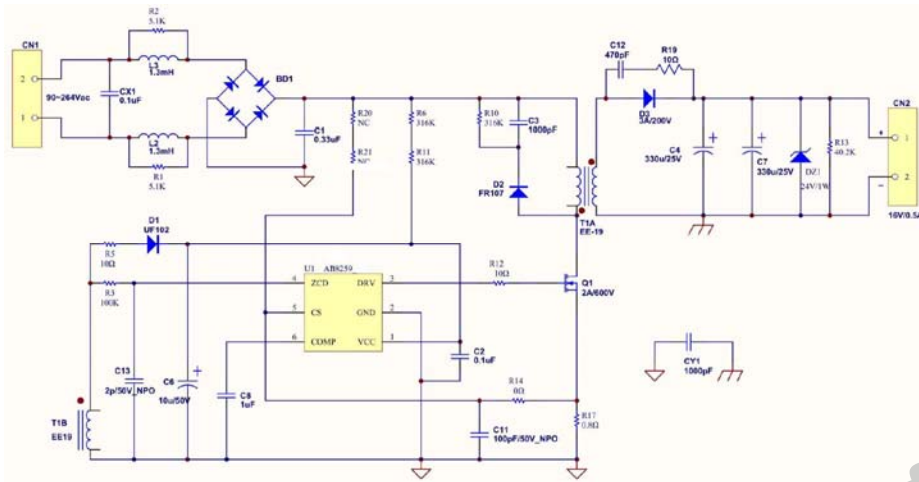 R2
5.1K
CN1
L3
1.3mH
BD1
2
CX1
0.1uF
90~264VDC
1
L2
1.3mH
R1
5.1K
C1
0.33uF
R20
NC
R21
NC
R6
316K
R11
316K
R10
316K
C3
1000pF
D2
FR107
T1A
EE-19
C12
470pF
R19
10Ω
D3
3A/200V
C4
330u/25V
C7
330u/25V
DZ1
24V/1W
R13
40.2K
CN2
+
1
2
−
16V/0.5A
D1
UF102
R5
10Ω
R3
100K
U1 AB8259
4 ZCD DRV 3
5 CS GND 2
6 COMP VCC 1
R12
10Ω
Q1
2A/600V
C2
0.1uF
C13
2p/50V_NPO
C6
10u/50V
C8
1uF
T1B
EE19
R14
0Ω
C11
100pF/50V_NPO
R17
0.8Ω
CY1
1000pF